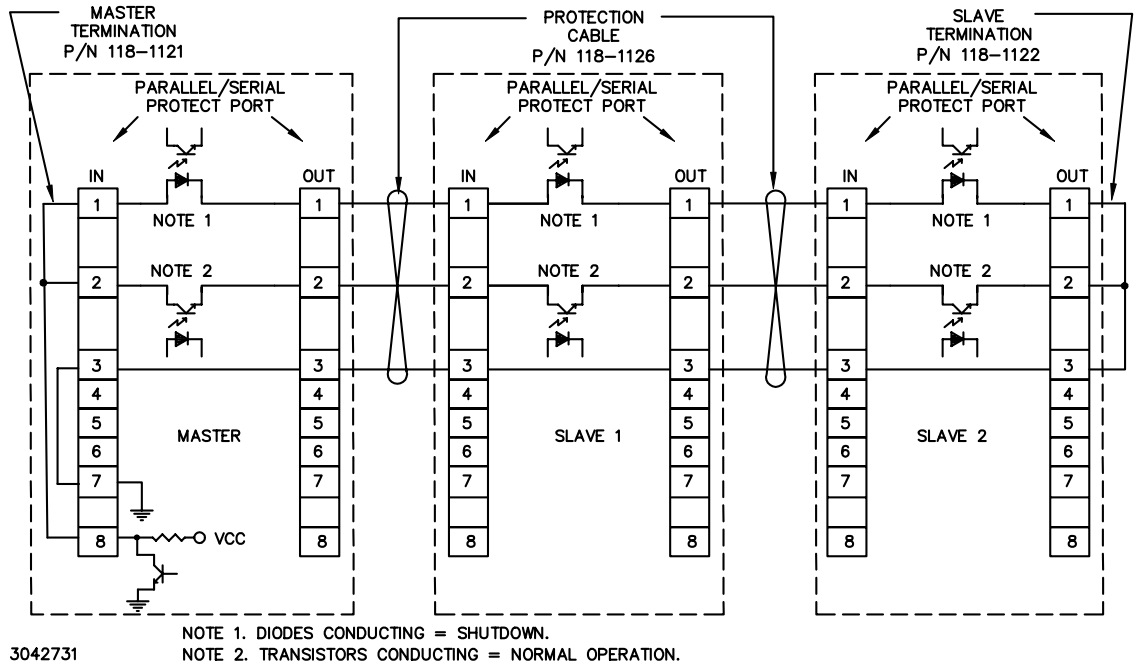 MASTER
TERMINATION
P/N 118–1121
PROTECTION
CABLE
P/N 118–1126
SLAVE
TERMINATION
P/N 118–1122
PARALLEL/SERIAL
PROTECT PORT
PARALLEL/SERIAL
PROTECT PORT
PARALLEL/SERIAL
PROTECT PORT
IN
OUT
IN
OUT
IN
OUT
1
NOTE 1
1
1
NOTE 1
1
1
NOTE 1
1
2
NOTE 2
2
2
NOTE 2
2
2
NOTE 2
2
3
3
3
3
3
3
4
4
4
4
4
4
5
5
5
5
5
5
MASTER
SLAVE 1
SLAVE 2
6
6
6
6
6
6
7
7
7
7
7
7
8
VCC
8
8
8
8
8
NOTE 1. DIODES CONDUCTING = SHUTDOWN.
3042731
NOTE 2. TRANSISTORS CONDUCTING = NORMAL OPERATION.